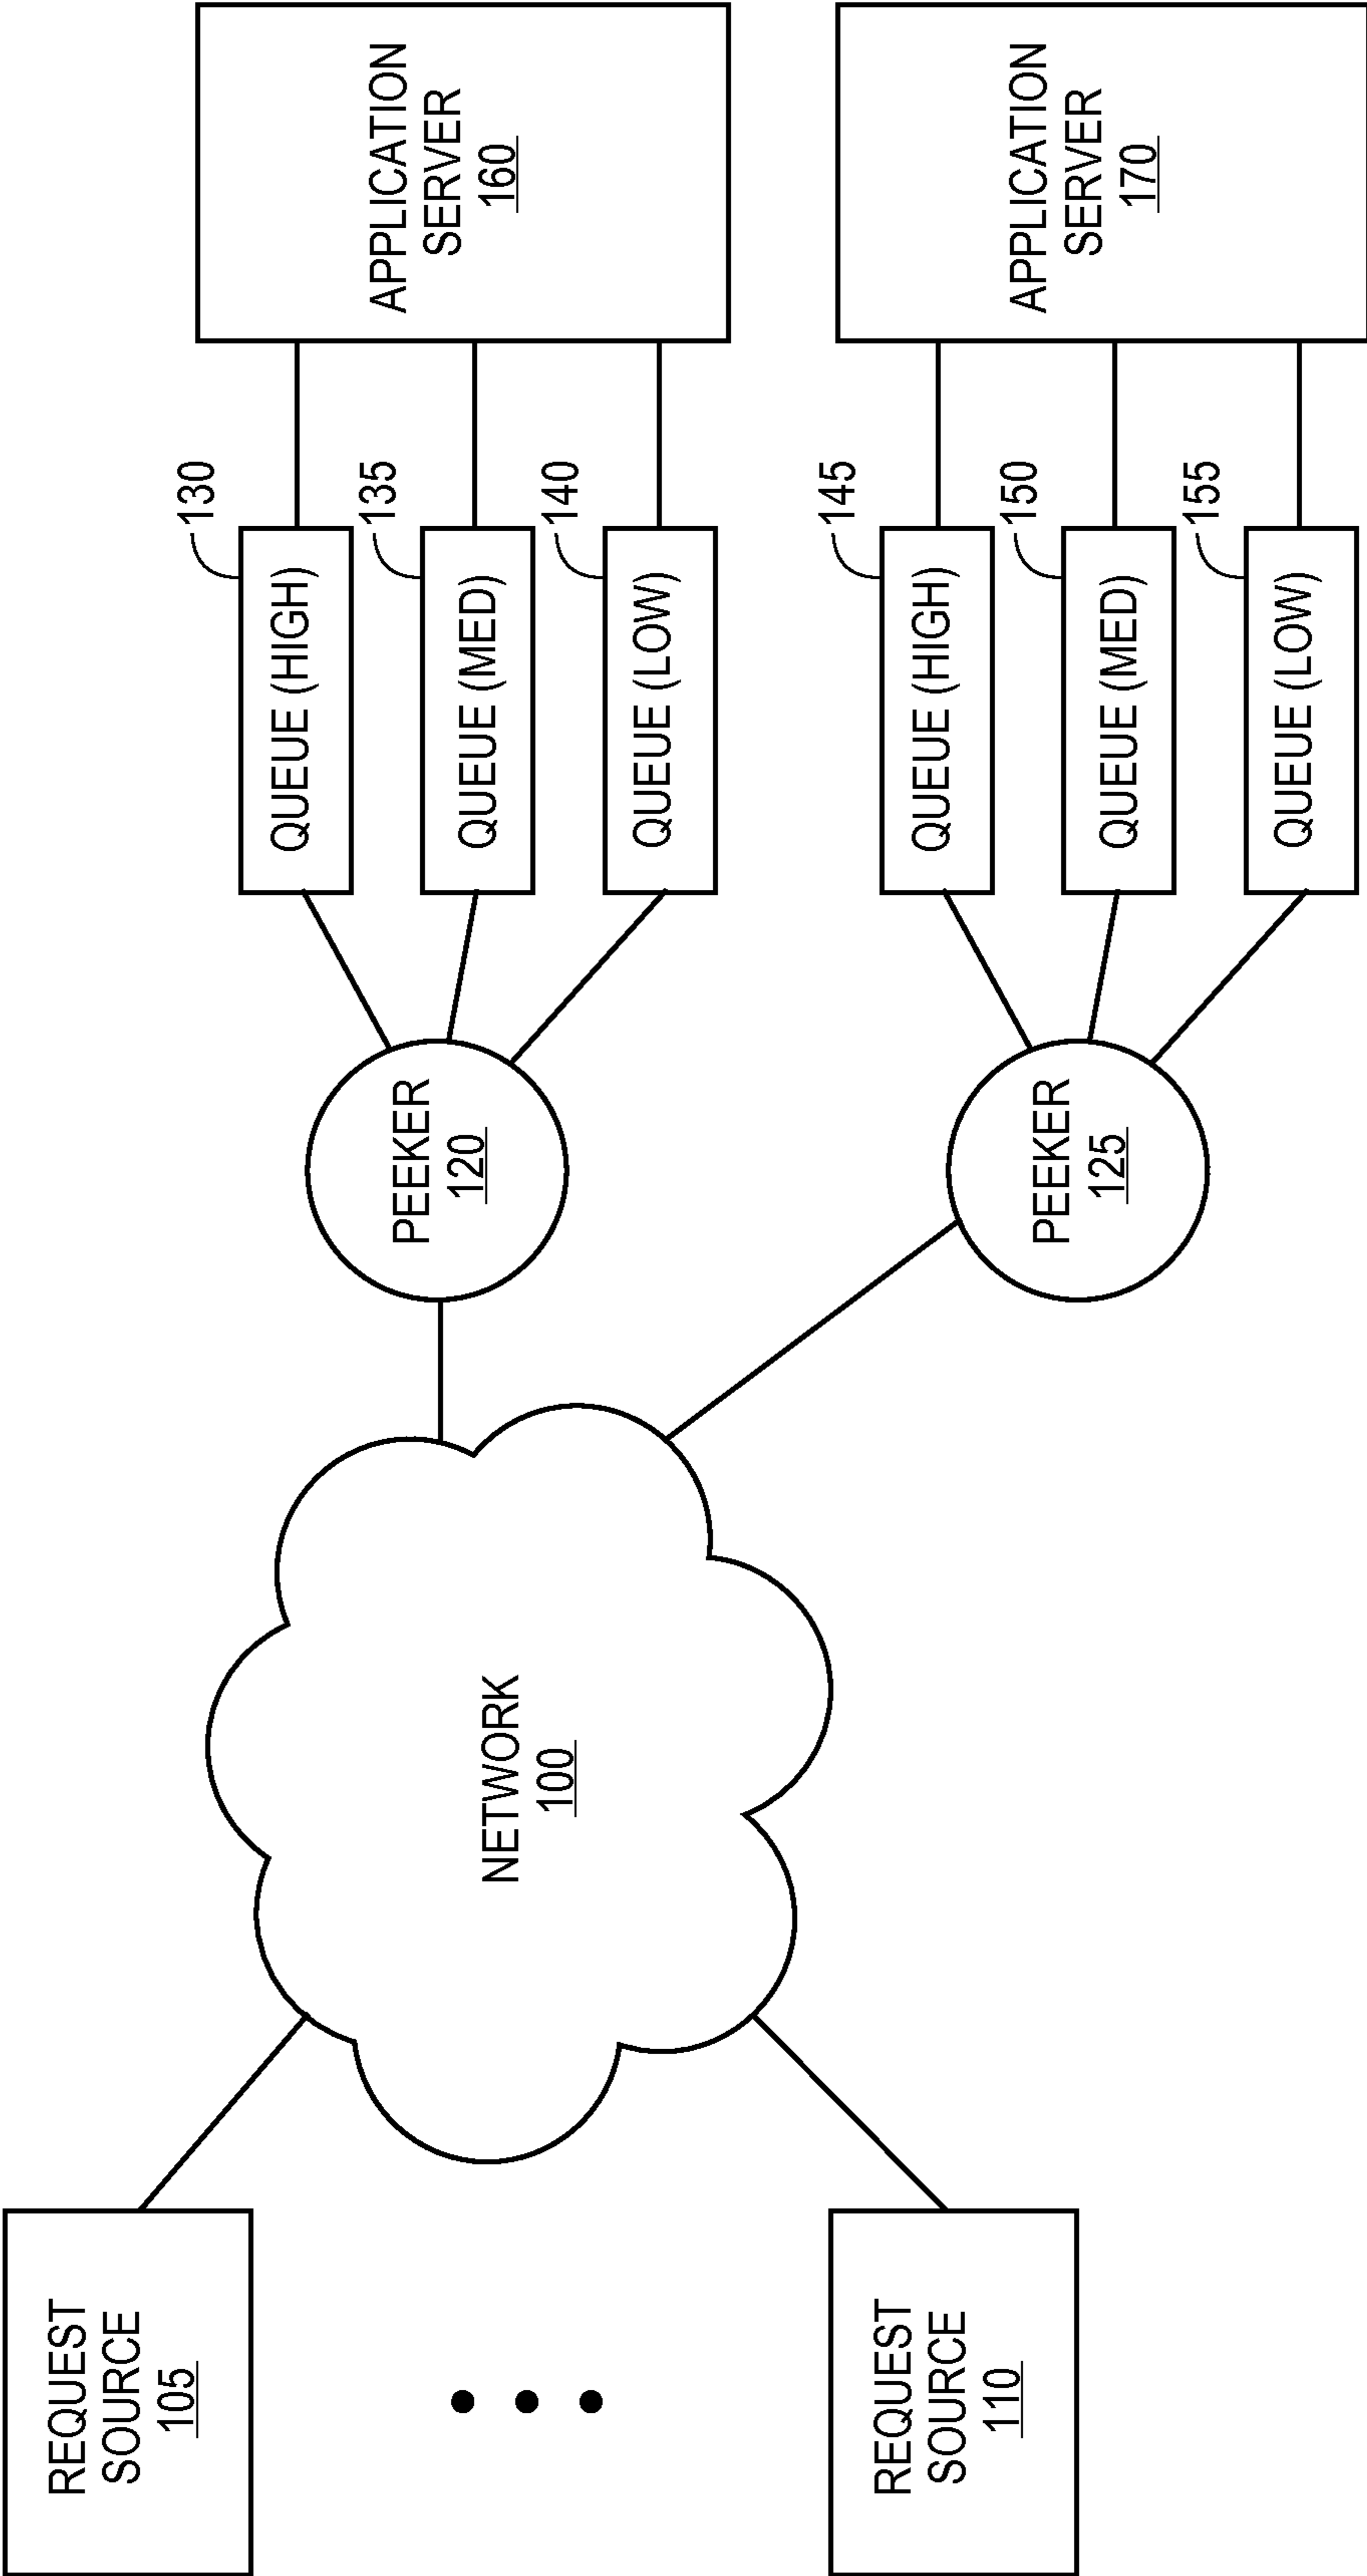 REQUEST
SOURCE
105
REQUEST
SOURCE
110
NETWORK
100
PEEKER
120
PEEKER
125
130
QUEUE (HIGH)
135
QUEUE (MED)
140
QUEUE (LOW)
145
QUEUE (HIGH)
150
QUEUE (MED)
155
QUEUE (LOW)
APPLICATION
SERVER
160
APPLICATION
SERVER
170